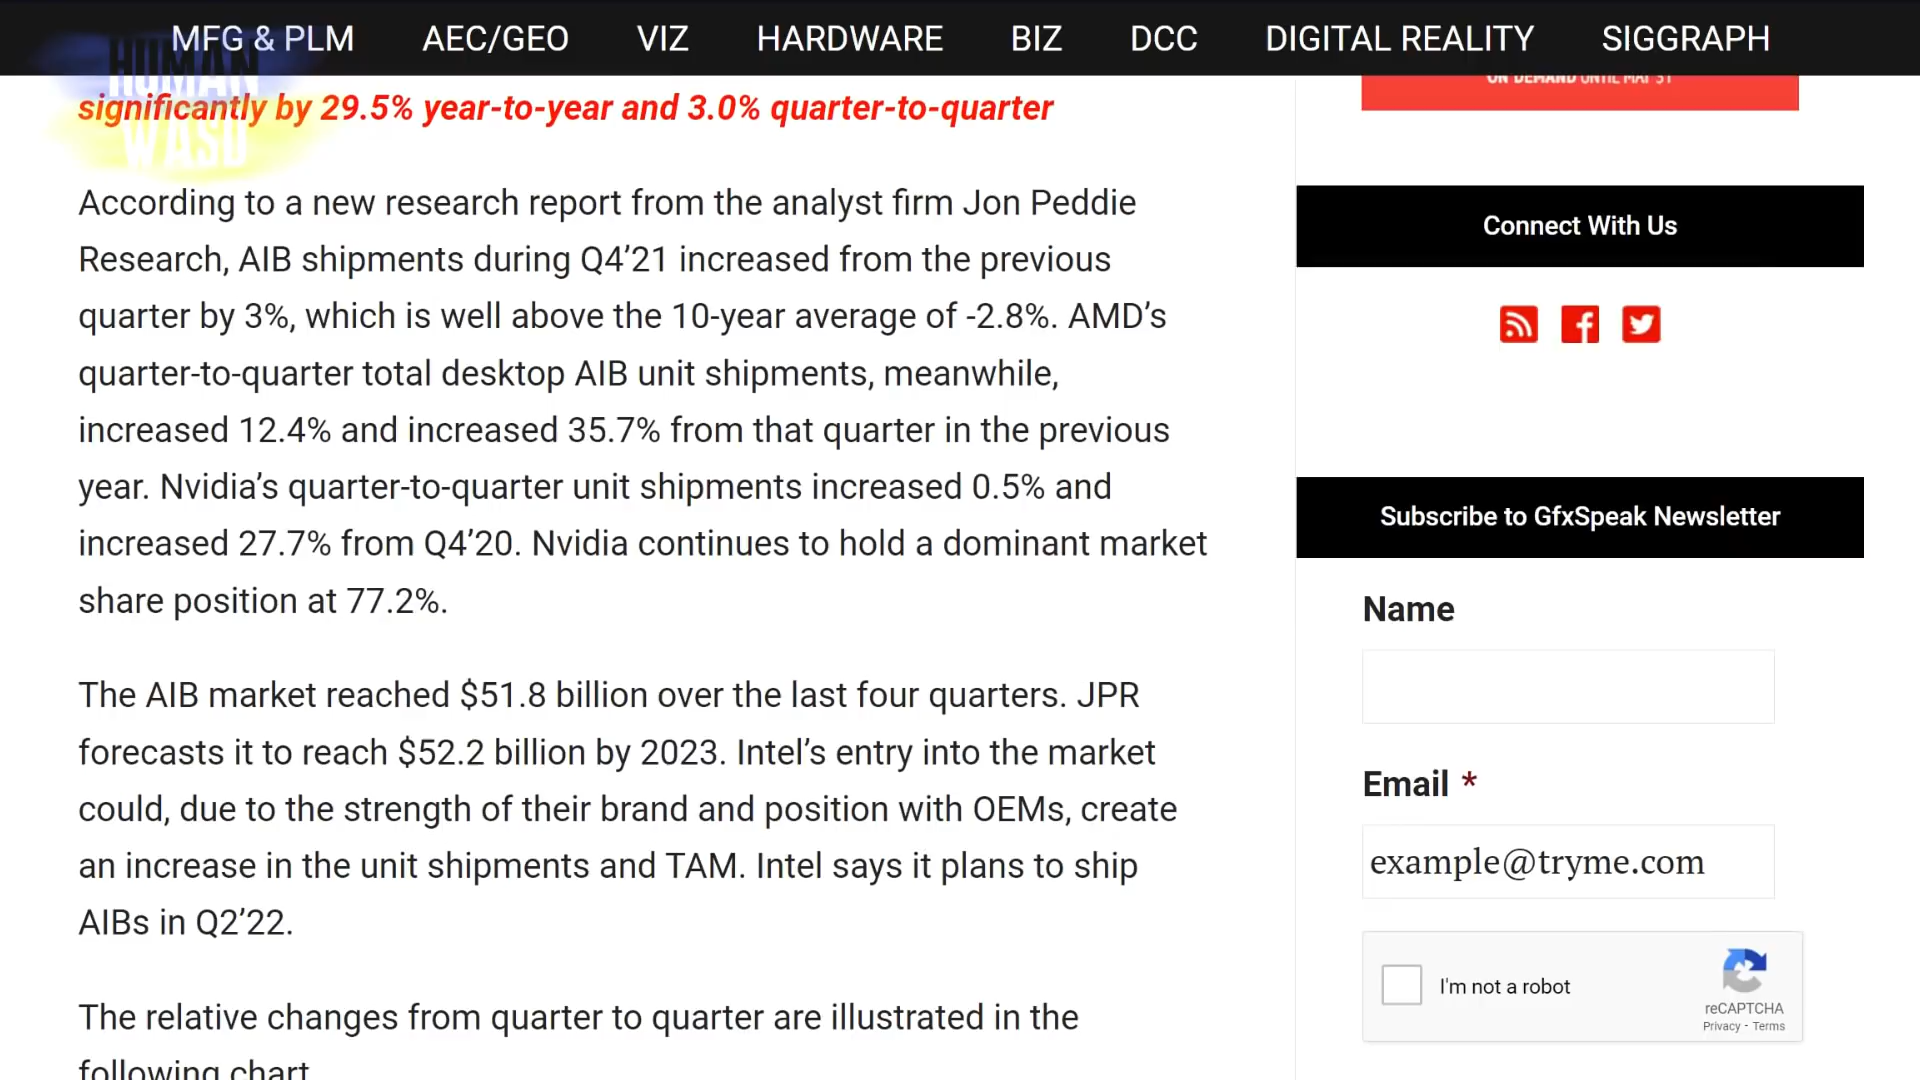 MFG & PLM AEC/GEO VIZ HARDWARE BIZ DCC DIGITAL REALITY SIGGRAPH
HUMAN
WASD
significantly by 29.5% year-to-year and 3.0% quarter-to-quarter
According to a new research report from the analyst firm Jon Peddie
Research, AIB shipments during Q4’21 increased from the previous
quarter by 3%, which is well above the 10-year average of -2.8%. AMD’s
quarter-to-quarter total desktop AIB unit shipments, meanwhile,
increased 12.4% and increased 35.7% from that quarter in the previous
year. Nvidia’s quarter-to-quarter unit shipments increased 0.5% and
increased 27.7% from Q4’20. Nvidia continues to hold a dominant market
share position at 77.2%.
The AIB market reached $51.8 billion over the last four quarters. JPR
forecasts it to reach $52.2 billion by 2023. Intel’s entry into the market
could, due to the strength of their brand and position with OEMs, create
an increase in the unit shipments and TAM. Intel says it plans to ship
AIBs in Q2’22.
The relative changes from quarter to quarter are illustrated in the
following chart.
ON DEMAND UNTIL MAY 31
Connect With Us
Subscribe to GfxSpeak Newsletter
Name
Email *
example@tryme.com
I'm not a robot
reCAPTCHA
Privacy - Terms